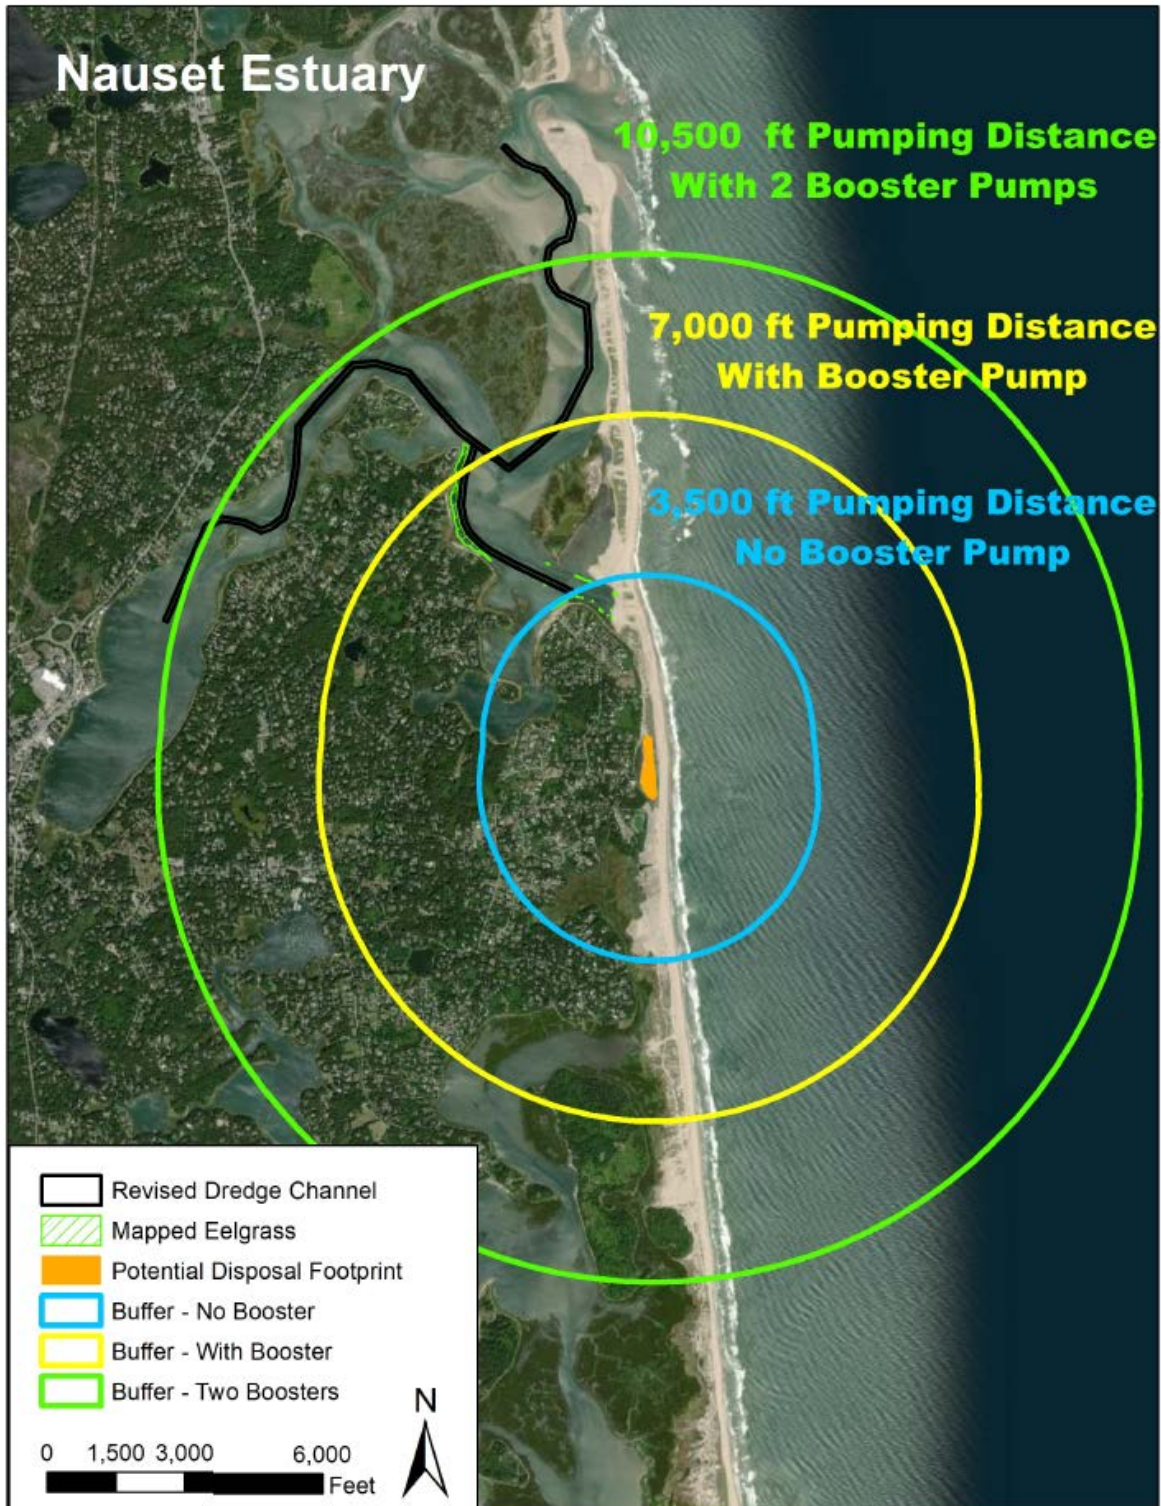 Nauset Estuary
10,500 ft Pumping Distance
With 2 Booster Pumps
7,000 ft Pumping Distance
With Booster Pump
3,500 ft Pumping Distance
No Booster Pump
Revised Dredge Channel
Mapped Eelgrass
Potential Disposal Footprint
Buffer - No Booster
Buffer - With Booster
Buffer - Two Boosters
N
0 1,500 3,000 6,000
Feet